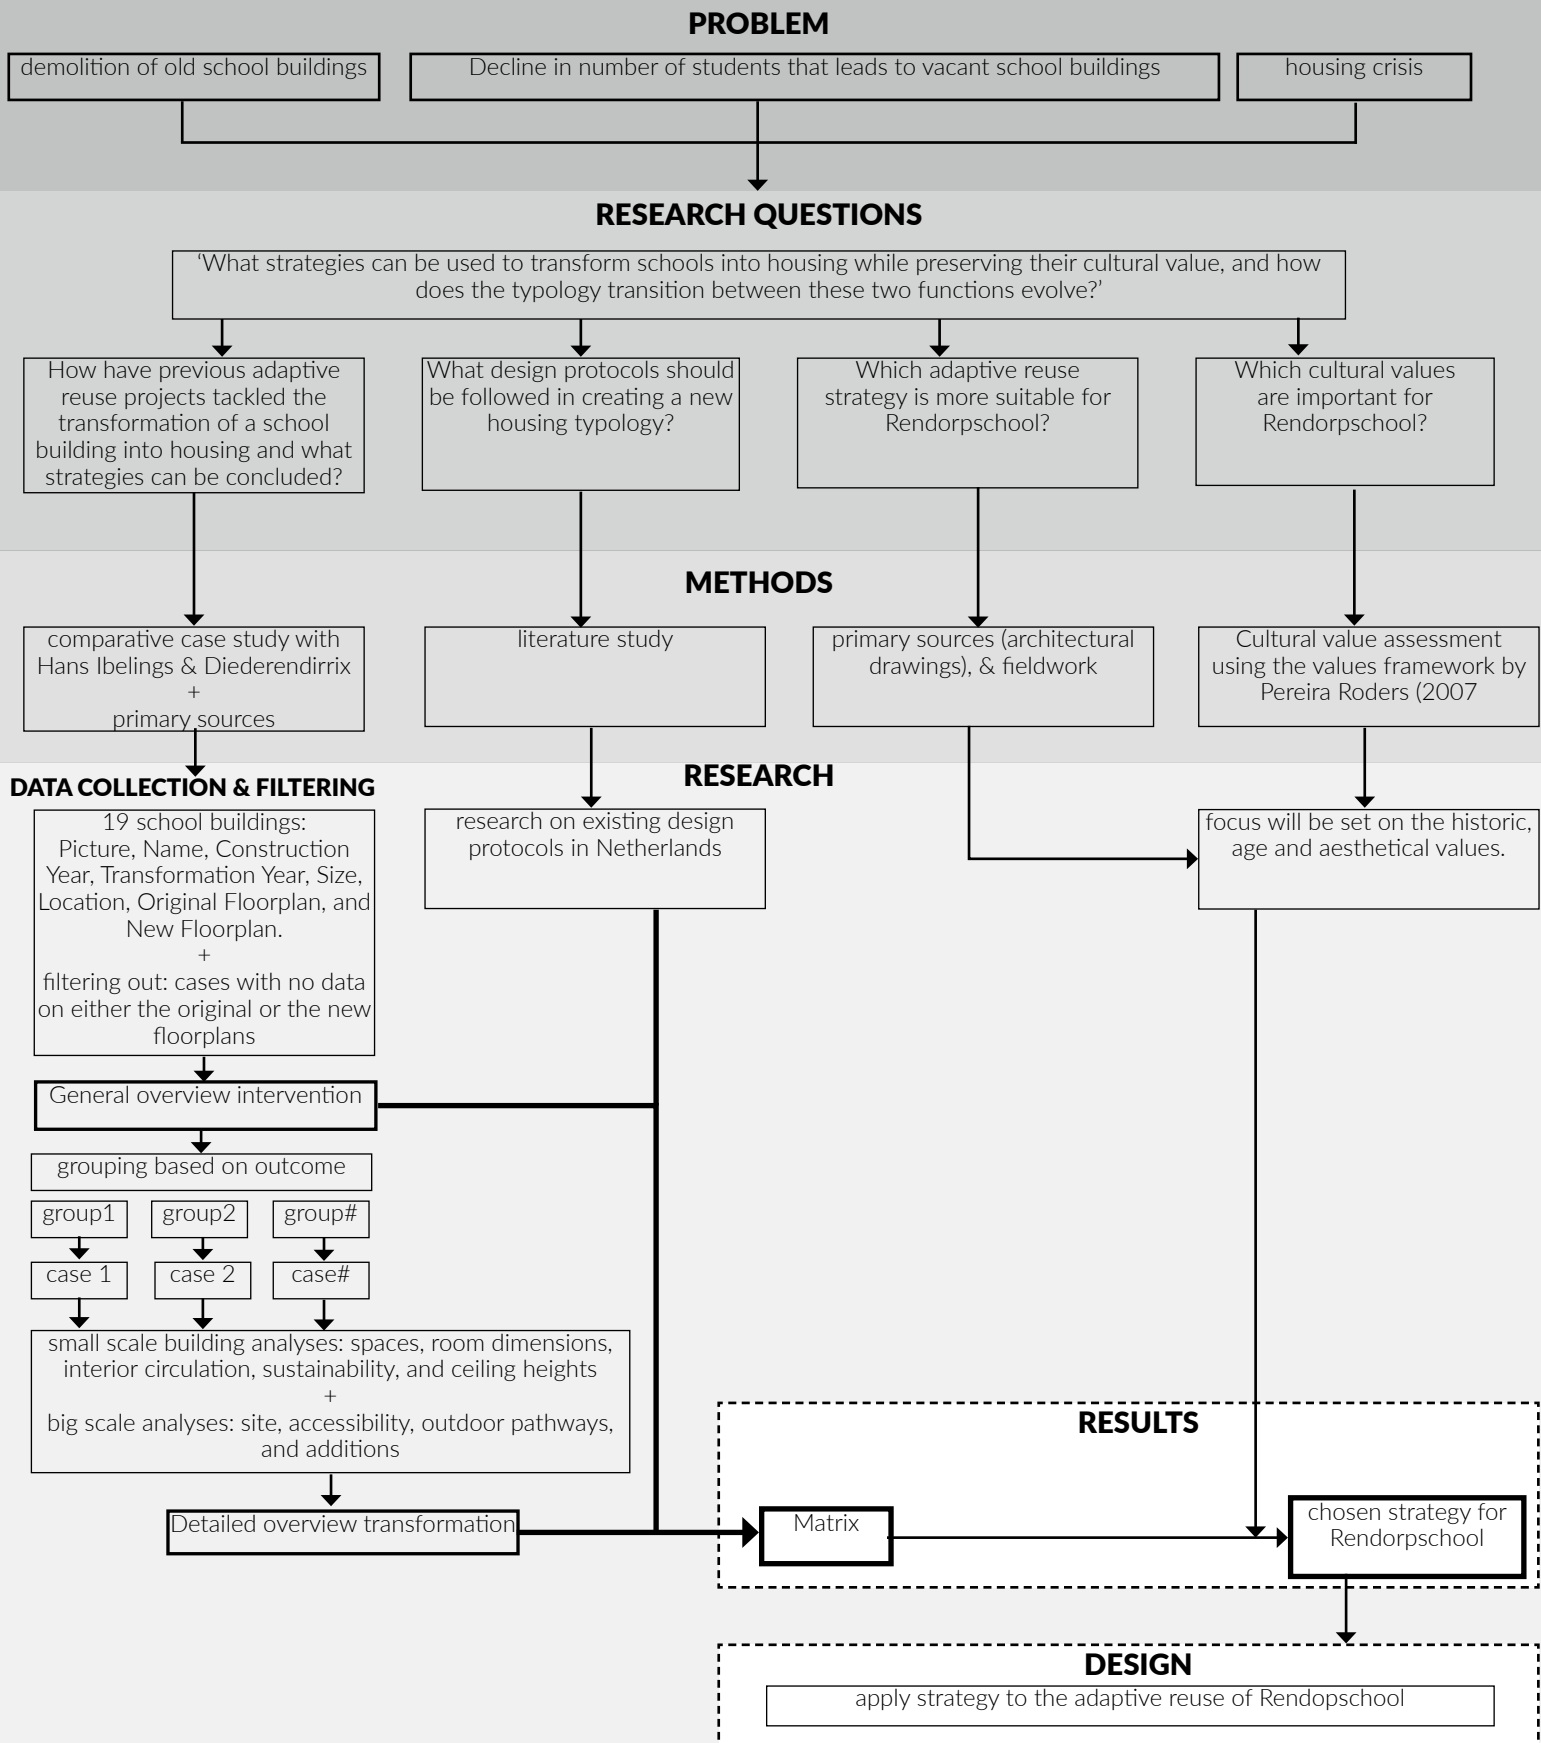 PROBLEM
demolition of old school buildings
Decline in number of students that leads to vacant school buildings
housing crisis
RESEARCH QUESTIONS
‘What strategies can be used to transform schools into housing while preserving their cultural value, and how
does the typology transition between these two functions evolve?’
How have previous adaptive
reuse projects tackled the
transformation of a school
building into housing and what
strategies can be concluded?
What design protocols should
be followed in creating a new
housing typology?
Which adaptive reuse
strategy is more suitable for
Rendorpschool?
Which cultural values
are important for
Rendorpschool?
METHODS
comparative case study with
Hans Ibelings & Diederendirrix
+
primary sources
literature study
primary sources (architectural
drawings), & fieldwork
Cultural value assessment
using the values framework by
Pereira Roders (2007
RESEARCH
DATA COLLECTION & FILTERING
19 school buildings:
Picture, Name, Construction
Year, Transformation Year, Size,
Location, Original Floorplan, and
New Floorplan.
+
filtering out: cases with no data
on either the original or the new
floorplans
research on existing design
protocols in Netherlands
focus will be set on the historic,
age and aesthetical values.
General overview intervention
grouping based on outcome
group1
group2
group#
case 1
case 2
case#
small scale building analyses: spaces, room dimensions,
interior circulation, sustainability, and ceiling heights
+
big scale analyses: site, accessibility, outdoor pathways,
and additions
Detailed overview transformation
RESULTS
Matrix
chosen strategy for
Rendorpschool
DESIGN
apply strategy to the adaptive reuse of Rendopschool